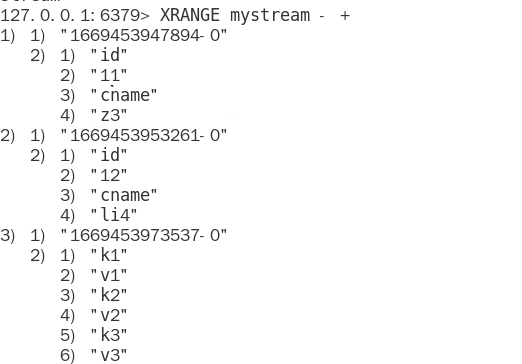 127. 0. 0. 1: 6379> XRANGE mystream - +
1) 1) "1669453947894- 0"
2) 1) "id"
2) "11"
3) "cname"
4) "z3"
2) 1) "1669453953261- 0"
2) 1) "id"
2) "12"
3) "cname"
4) "li4"
3) 1) "1669453973537- 0"
2) 1) "k1"
2) "v1"
3) "k2"
4) "v2"
5) "k3"
6) "v3"